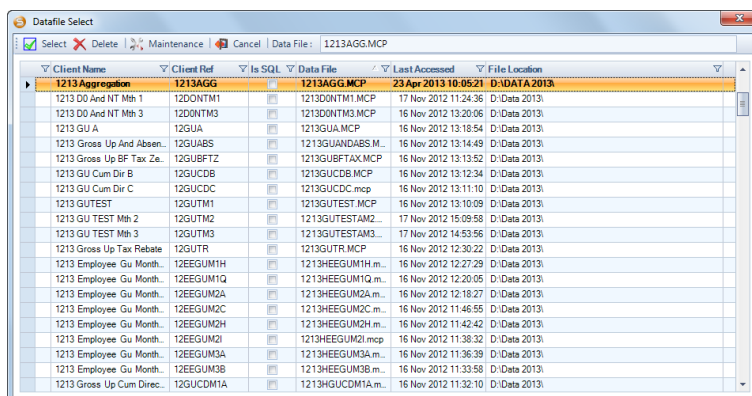 Datafile Select
Select Delete Maintenance Cancel Data File : 1213AGG.MCP
Client Name Client Ref Is SQL Data File Last Accessed File Location
1213 Aggregation 1213AGG 1213AGG.MCP 23 Apr 2013 10:05:21 D:\DATA 2013\
1213 D0 And NT Mth 1 12DONTM1 1213D0NTM1.MCP 17 Nov 2012 11:24:36 D:\Data 2013\
1213 D0 And NT Mth 3 12D0NTM3 1213D0NTM3.MCP 16 Nov 2012 13:20:06 D:\Data 2013\
1213 GU A 12GUA 1213GUA.MCP 16 Nov 2012 13:18:54 D:\Data 2013\
1213 Gross Up And Absen... 12GUABS 1213GUANDABS.M... 16 Nov 2012 13:14:49 D:\Data 2013\
1213 Gross Up BF Tax Ze... 12GUBFTZ 1213GUBFTAX.MCP 16 Nov 2012 13:13:52 D:\Data 2013\
1213 GU Cum Dir B 12GUCDB 1213GUCDB.MCP 16 Nov 2012 13:12:34 D:\Data 2013\
1213 GU Cum Dir C 12GUCDC 1213GUCDC.mcp 16 Nov 2012 13:11:10 D:\Data 2013\
1213 GUTEST 12GUTM1 1213GUTEST.MCP 16 Nov 2012 13:10:09 D:\Data 2013\
1213 GU TEST Mth 2 12GUTM2 1213GUTESTAM2... 17 Nov 2012 15:09:58 D:\Data 2013\
1213 GU TEST Mth 3 12GUTM3 1213GUTESTAM3... 17 Nov 2012 14:53:56 D:\Data 2013\
1213 Gross Up Tax Rebate 12GUTR 1213GUTR.MCP 16 Nov 2012 12:30:22 D:\Data 2013\
1213 Employee Gu Month... 12EEGUM1H 1213HEEGUM1H.m... 16 Nov 2012 12:27:29 D:\Data 2013\
1213 Employee Gu Month... 12EEGUM1Q 1213HEEGUM1Q.m... 16 Nov 2012 12:20:05 D:\Data 2013\
1213 Employee Gu Month... 12EEGUM2A 1213HEEGUM2A.m... 16 Nov 2012 12:18:27 D:\Data 2013\
1213 Employee Gu Month... 12EEGUM2C 1213HEEGUM2C.m... 16 Nov 2012 11:46:55 D:\Data 2013\
1213 Employee Gu Month... 12EEGUM2H 1213HEEGUM2H.m... 16 Nov 2012 11:42:42 D:\Data 2013\
1213 Employee Gu Month... 12EEGUM2I 1213HEEGUM2I.mcp 16 Nov 2012 11:38:32 D:\Data 2013\
1213 Employee Gu Month... 12EEGUM3A 1213HEEGUM3A.m... 16 Nov 2012 11:36:39 D:\Data 2013\
1213 Employee Gu Month... 12EEGUM3B 1213HEEGUM3B.m... 16 Nov 2012 11:33:58 D:\Data 2013\
1213 Gross Up Cum Direc... 12GUCDM1A 1213HGUCDM1A.m... 16 Nov 2012 11:32:10 D:\Data 2013\